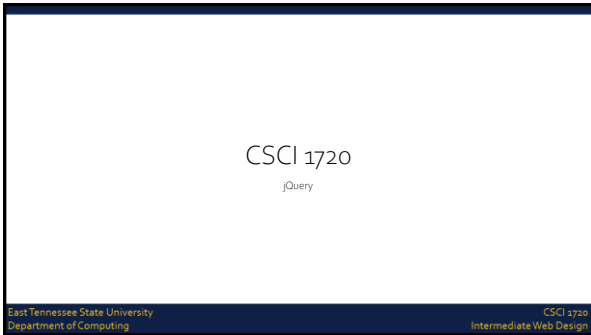 CSCI 1720
jQuery
East Tennessee State University
Department of Computing
CSCI 1720
Intermediate Web Design